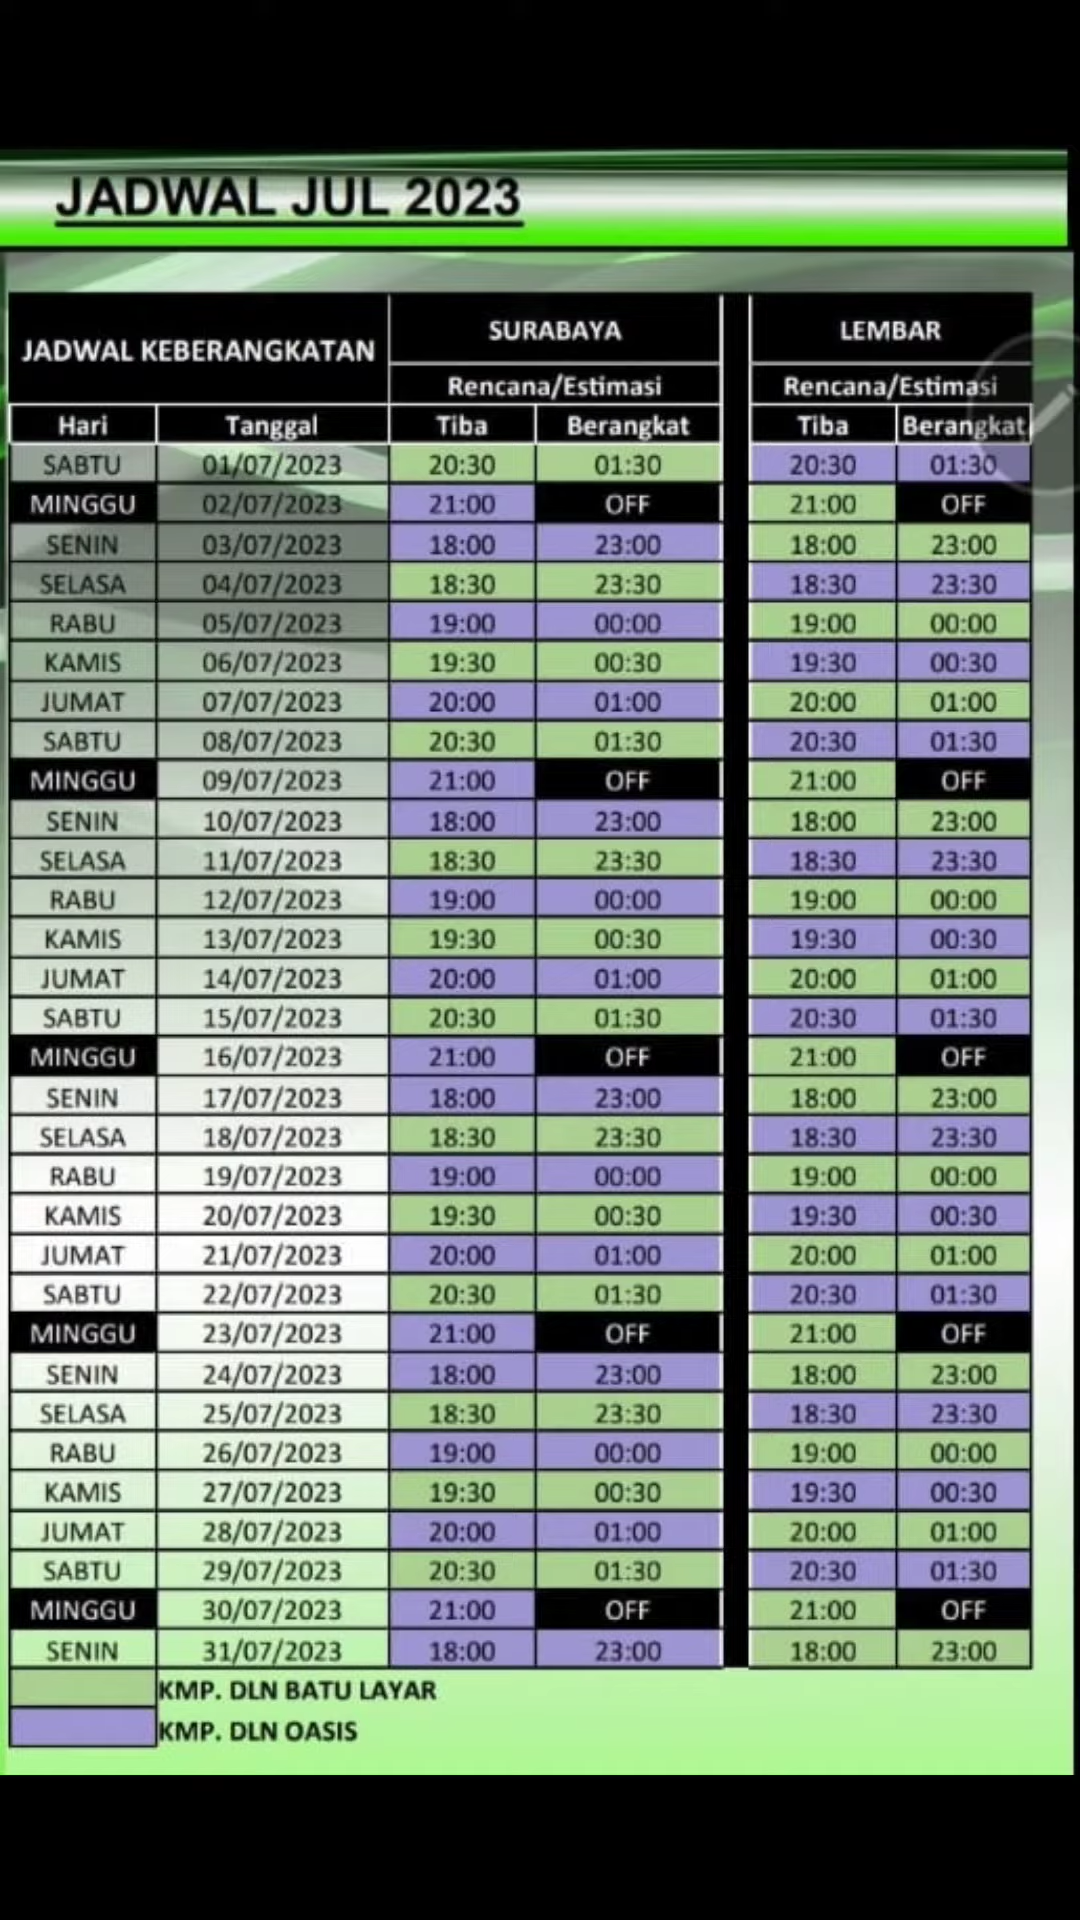 JADWAL JUL 2023
JADWAL KEBERANGKATAN SURABAYA LEMBAR
Rencana/Estimasi Rencana/Estimasi
Hari Tanggal Tiba Berangkat Tiba Berangkat
SABTU 01/07/2023 20:30 01:30 20:30 01:30
MINGGU 02/07/2023 21:00 OFF 21:00 OFF
SENIN 03/07/2023 18:00 23:00 18:00 23:00
SELASA 04/07/2023 18:30 23:30 18:30 23:30
RABU 05/07/2023 19:00 00:00 19:00 00:00
KAMIS 06/07/2023 19:30 00:30 19:30 00:30
JUMAT 07/07/2023 20:00 01:00 20:00 01:00
SABTU 08/07/2023 20:30 01:30 20:30 01:30
MINGGU 09/07/2023 21:00 OFF 21:00 OFF
SENIN 10/07/2023 18:00 23:00 18:00 23:00
SELASA 11/07/2023 18:30 23:30 18:30 23:30
RABU 12/07/2023 19:00 00:00 19:00 00:00
KAMIS 13/07/2023 19:30 00:30 19:30 00:30
JUMAT 14/07/2023 20:00 01:00 20:00 01:00
SABTU 15/07/2023 20:30 01:30 20:30 01:30
MINGGU 16/07/2023 21:00 OFF 21:00 OFF
SENIN 17/07/2023 18:00 23:00 18:00 23:00
SELASA 18/07/2023 18:30 23:30 18:30 23:30
RABU 19/07/2023 19:00 00:00 19:00 00:00
KAMIS 20/07/2023 19:30 00:30 19:30 00:30
JUMAT 21/07/2023 20:00 01:00 20:00 01:00
SABTU 22/07/2023 20:30 01:30 20:30 01:30
MINGGU 23/07/2023 21:00 OFF 21:00 OFF
SENIN 24/07/2023 18:00 23:00 18:00 23:00
SELASA 25/07/2023 18:30 23:30 18:30 23:30
RABU 26/07/2023 19:00 00:00 19:00 00:00
KAMIS 27/07/2023 19:30 00:30 19:30 00:30
JUMAT 28/07/2023 20:00 01:00 20:00 01:00
SABTU 29/07/2023 20:30 01:30 20:30 01:30
MINGGU 30/07/2023 21:00 OFF 21:00 OFF
SENIN 31/07/2023 18:00 23:00 18:00 23:00
KMP. DLN BATU LAYAR
KMP. DLN OASIS